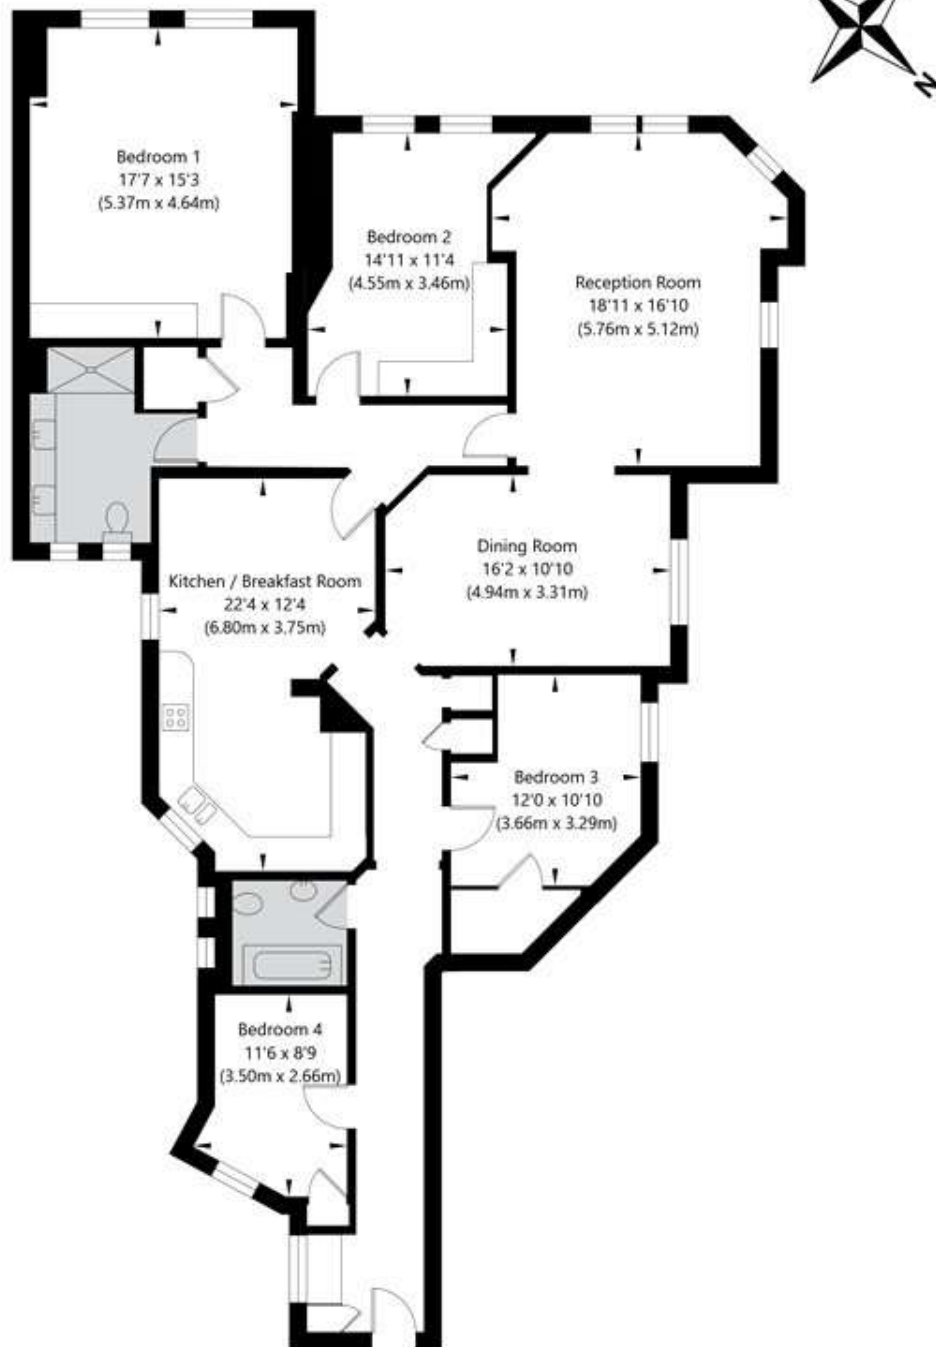 N
Bedroom 1
17'7 x 15'3
(5.37m x 4.64m)
Bedroom 2
14'11 x 11'4
(4.55m x 3.46m)
Reception Room
18'11 x 16'10
(5.76m x 5.12m)
Dining Room
16'2 x 10'10
(4.94m x 3.31m)
Kitchen / Breakfast Room
22'4 x 12'4
(6.80m x 3.75m)
Bedroom 3
12'0 x 10'10
(3.66m x 3.29m)
Bedroom 4
11'6 x 8'9
(3.50m x 2.66m)